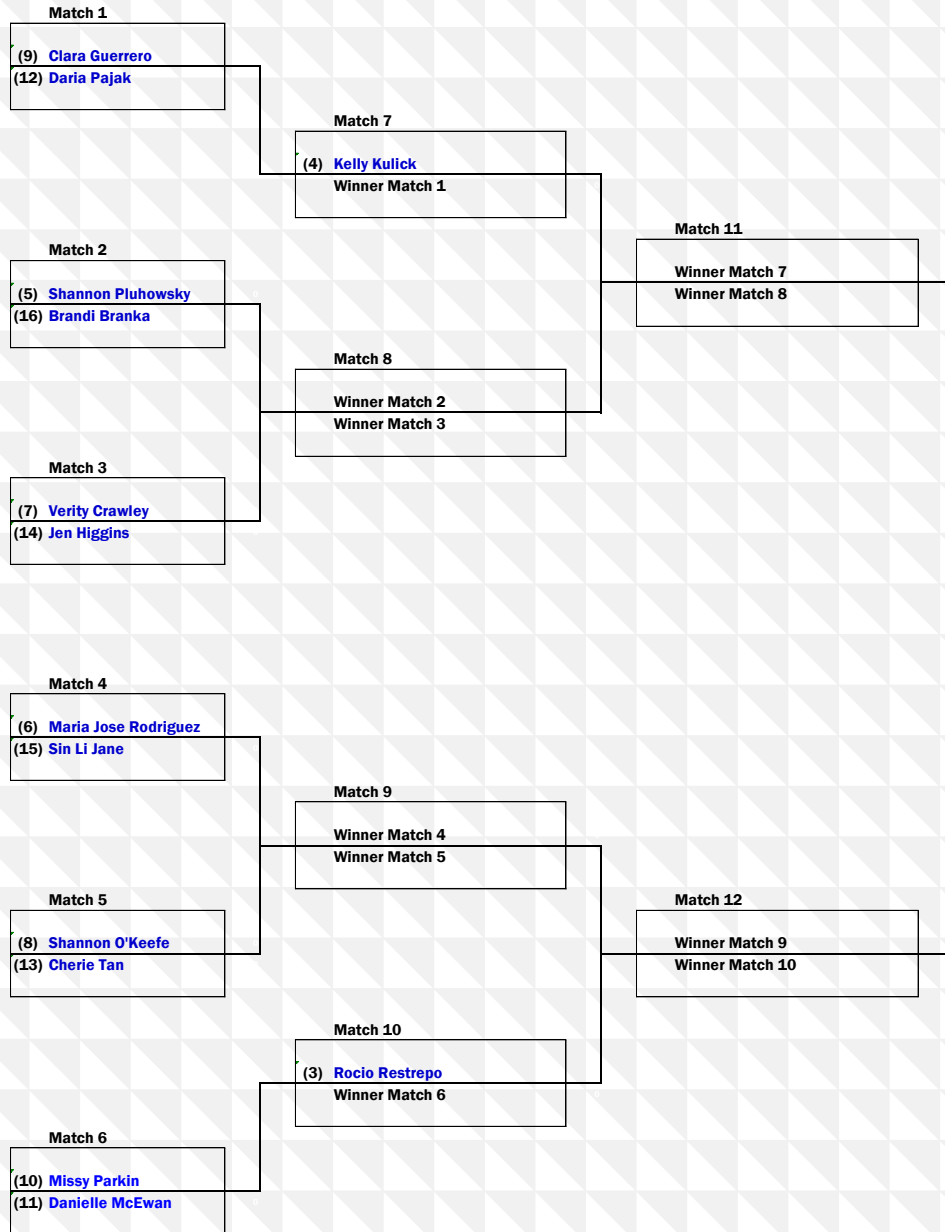 Match 1
(9) Clara Guerrero
(12) Daria Pajak
Match 7
(4) Kelly Kulick
Winner Match 1
Match 11
Winner Match 7
Winner Match 8
Match 2
(5) Shannon Pluhowsky
(16) Brandi Branka
Match 8
Winner Match 2
Winner Match 3
Match 3
(7) Verity Crawley
(14) Jen Higgins
Match 4
(6) Maria Jose Rodriguez
(15) Sin Li Jane
Match 9
Winner Match 4
Winner Match 5
Match 5
(8) Shannon O'Keefe
(13) Cherie Tan
Match 12
Winner Match 9
Winner Match 10
Match 10
(3) Rocio Restrepo
Winner Match 6
Match 6
(10) Missy Parkin
(11) Danielle McEwan